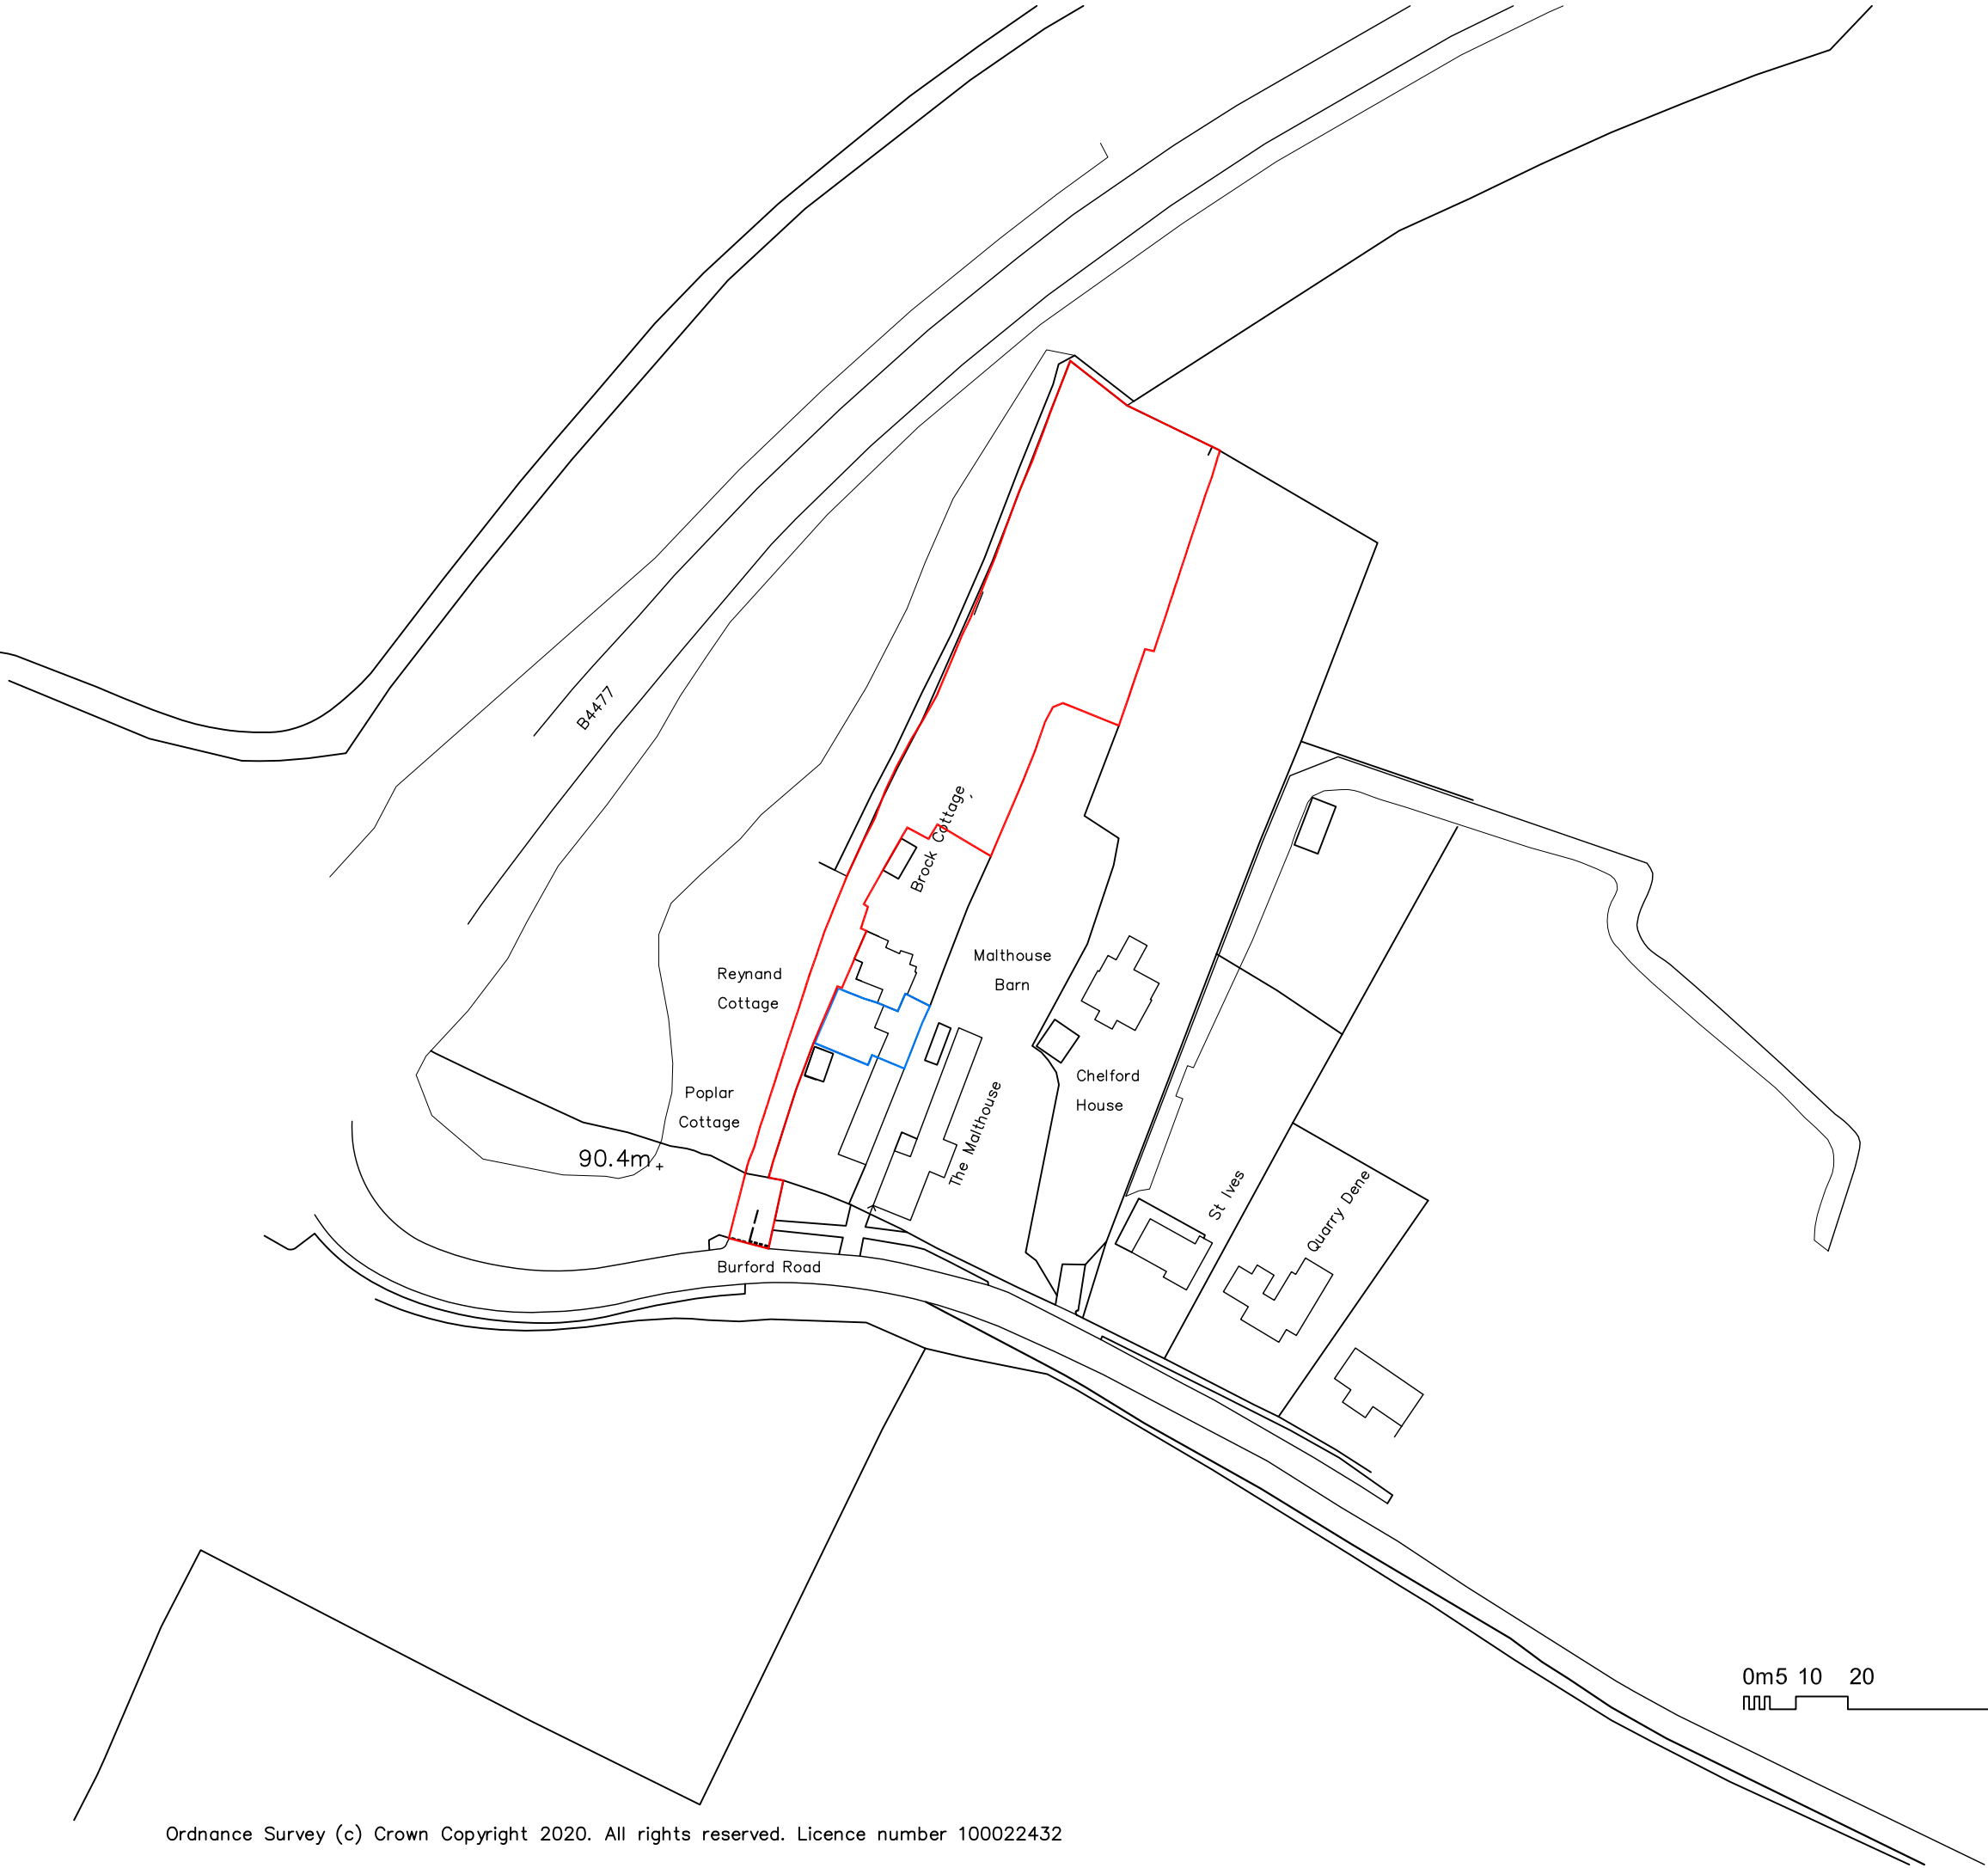 B4477
Brock Cottage
Reynand
Cottage
Malthouse
Barn
Poplar
Cottage
Chelford
House
The Malthouse
90.4m
St Ives
Quarry Dene
Burford Road
0m5 10 20
Ordnance Survey (c) Crown Copyright 2020. All rights reserved. Licence number 100022432